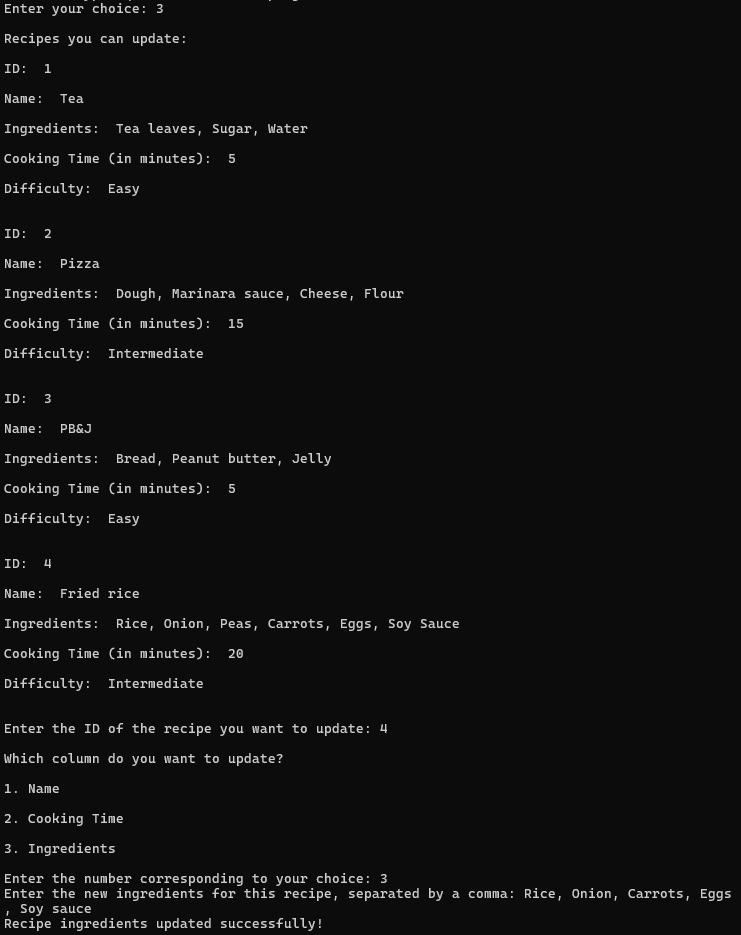 Enter your choice: 3
Recipes you can update:
ID:  1
Name:  Tea
Ingredients:  Tea leaves, Sugar, Water
Cooking Time (in minutes):  5
Difficulty:  Easy
ID:  2
Name:  Pizza
Ingredients:  Dough, Marinara sauce, Cheese, Flour
Cooking Time (in minutes):  15
Difficulty:  Intermediate
ID:  3
Name:  PB&J
Ingredients:  Bread, Peanut butter, Jelly
Cooking Time (in minutes):  5
Difficulty:  Easy
ID:  4
Name:  Fried rice
Ingredients:  Rice, Onion, Peas, Carrots, Eggs, Soy Sauce
Cooking Time (in minutes):  20
Difficulty:  Intermediate
Enter the ID of the recipe you want to update: 4
Which column do you want to update?
1. Name
2. Cooking Time
3. Ingredients
Enter the number corresponding to your choice: 3
Enter the new ingredients for this recipe, separated by a comma: Rice, Onion, Carrots, Eggs
, Soy sauce
Recipe ingredients updated successfully!